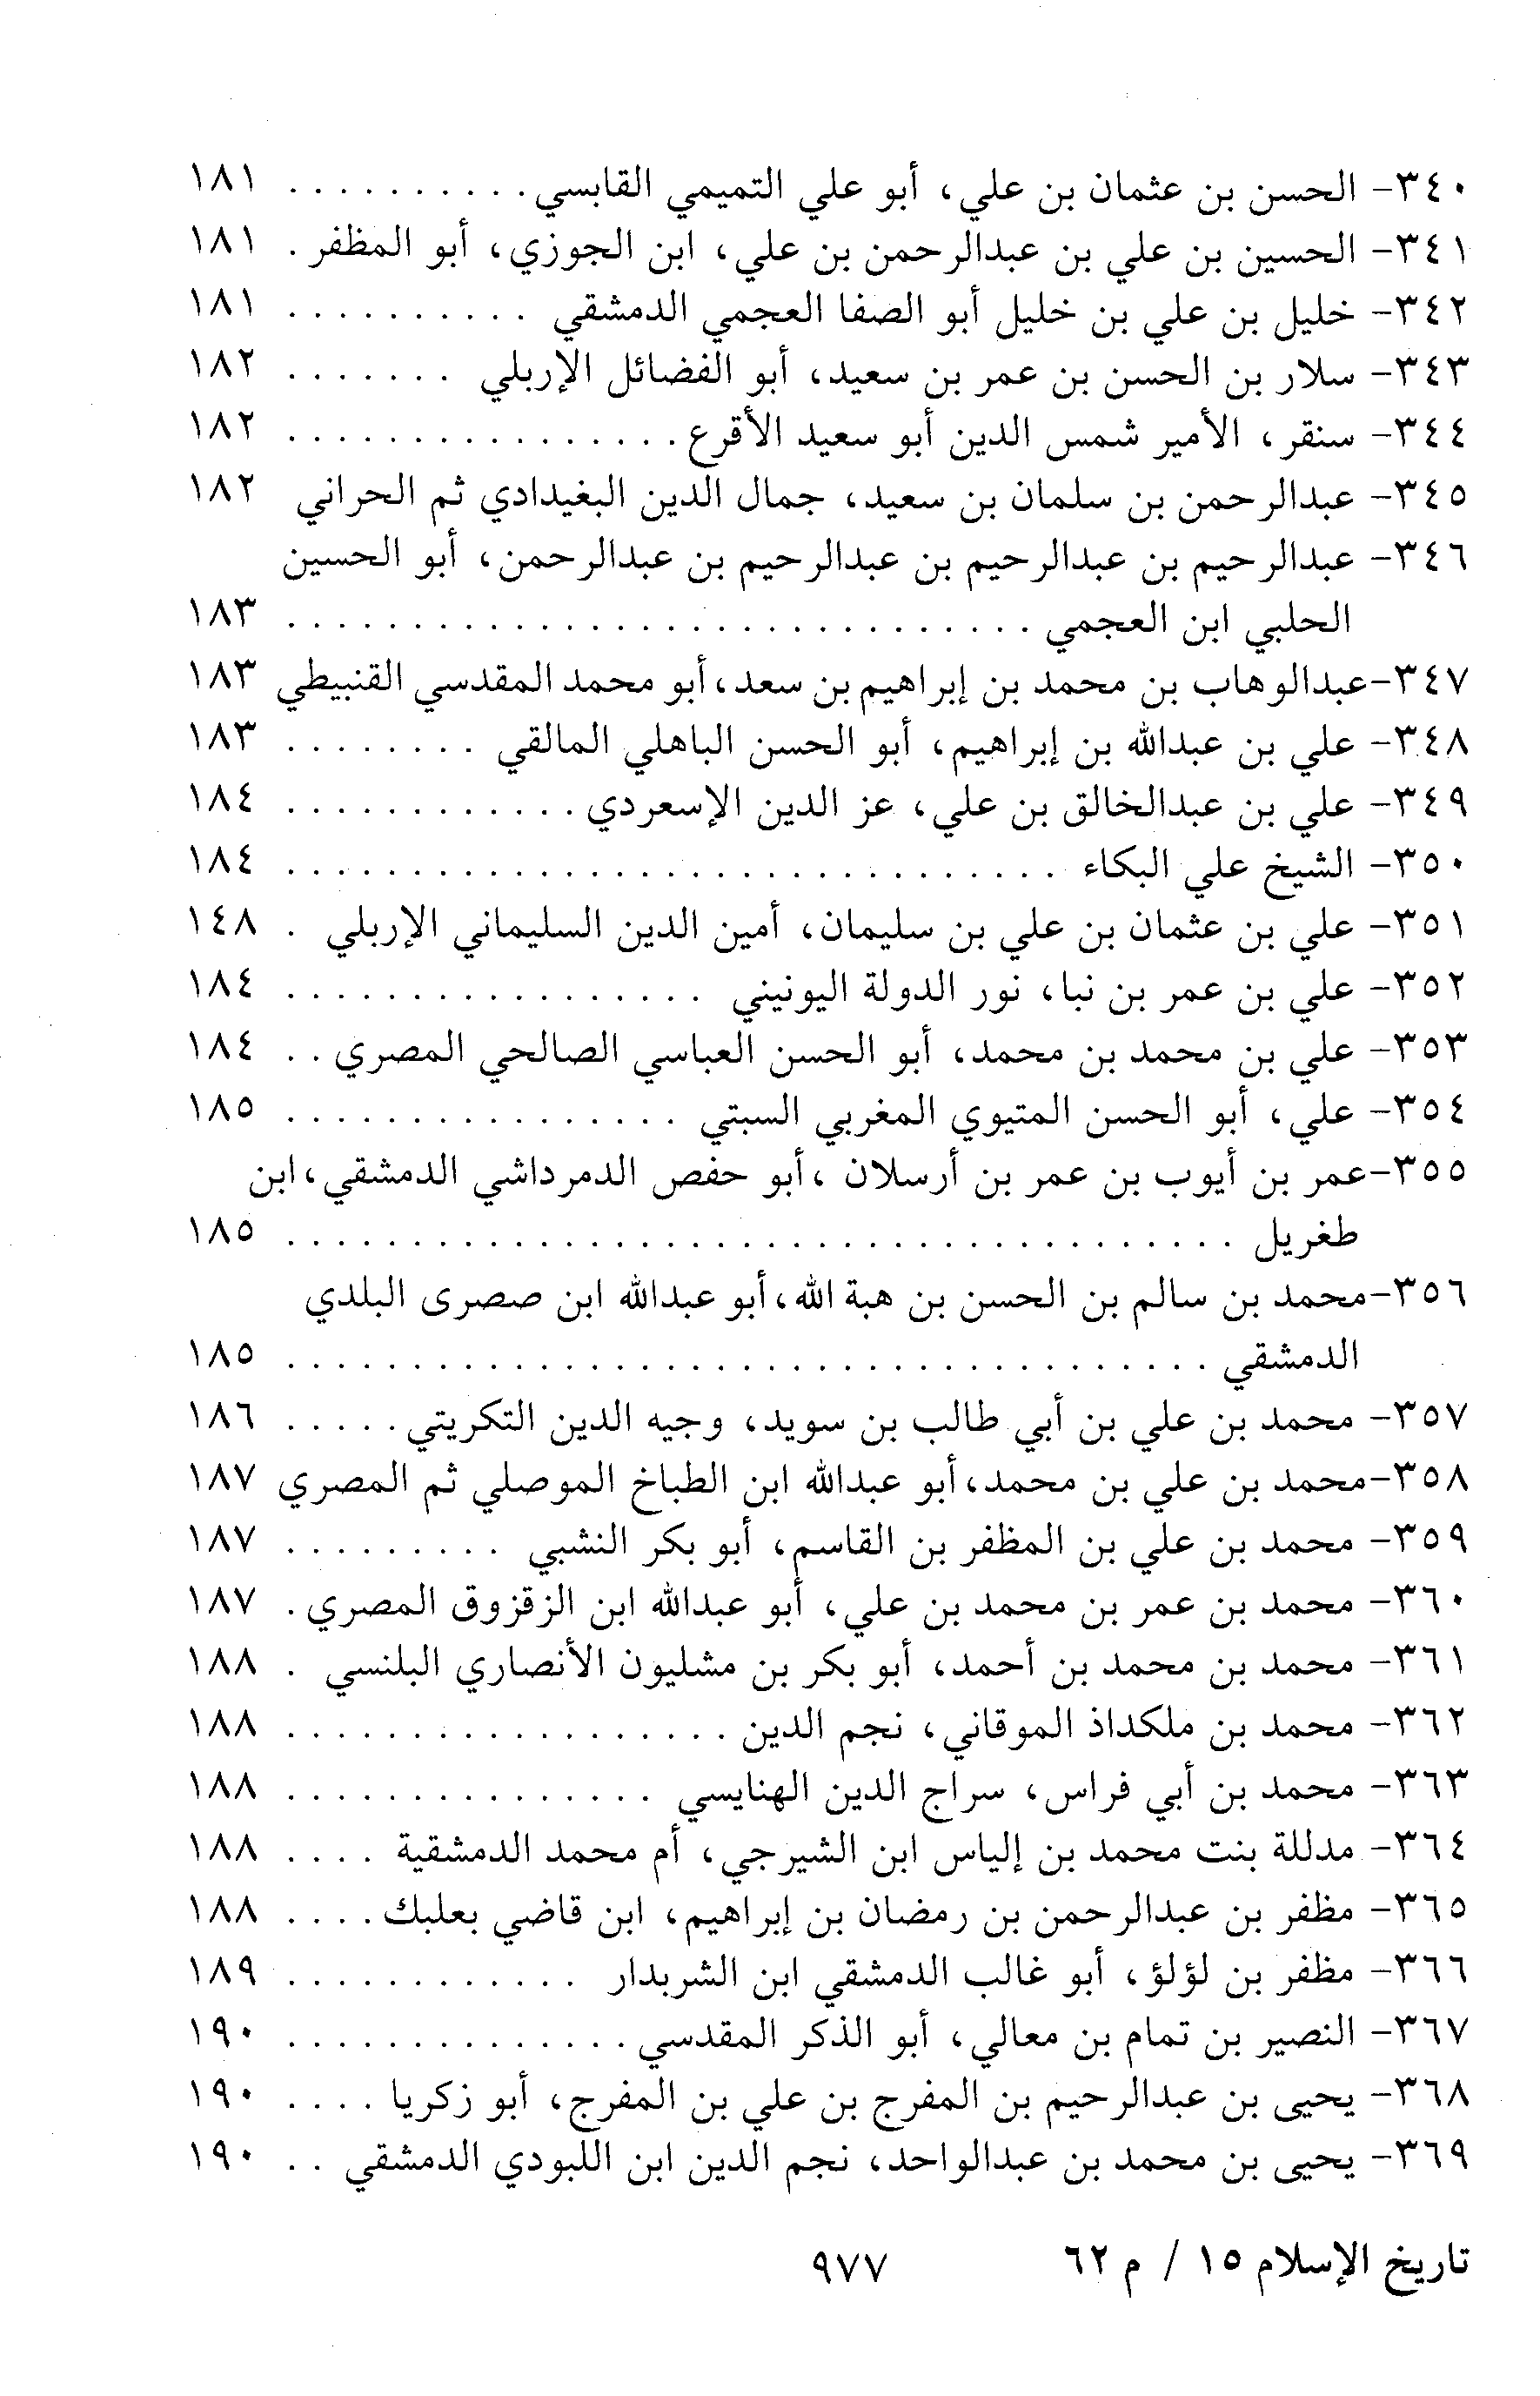 ٣٤٠- الحسن بن عثمان بن علي، أبو علي التميمي القابسي . . . . . . . . . . ١٨١
٣٤١- الحسين بن علي بن عبدالرحمن بن علي، ابن الجوزي، أبو المظفر . ١٨١
٣٤٢- خليل بن علي بن خليل أبو الصفا العجمي الدمشقي . . . . . . . . . . ١٨١
٣٤٣- سلار بن الحسن بن عمر بن سعيد، أبو الفضائل الإربلي . . . . . . . ١٨٢
٣٤٤- سنقر، الأمير شمس الدين أبو سعيد الأقرع . . . . . . . . . . . . . . . . ١٨٢
٣٤٥- عبدالرحمن بن سلمان بن سعيد، جمال الدين البغيدادي ثم الحراني ١٨٢
٣٤٦- عبدالرحيم بن عبدالرحيم بن عبدالرحيم بن عبدالرحمن، أبو الحسين
الحلبي ابن العجمي . . . . . . . . . . . . . . . . . . . . . . . . . . . . . . ١٨٣
٣٤٧-عبدالوهاب بن محمد بن إبراهيم بن سعد، أبو محمد المقدسي القنبيطي ١٨٣
٣٤٨- علي بن عبدالله بن إبراهيم، أبو الحسن الباهلي المالقي . . . . . . . . ١٨٣
٣٤٩- علي بن عبدالخالق بن علي، عز الدين الإسعردي . . . . . . . . . . . . ١٨٤
٣٥٠- الشيخ علي البكاء . . . . . . . . . . . . . . . . . . . . . . . . . . . . . . . ١٨٤
٣٥١- علي بن عثمان بن علي بن سليمان، أمين الدين السليماني الإربلي . ١٤٨
٣٥٢- علي بن عمر بن نبا، نور الدولة اليونيني . . . . . . . . . . . . . . . . . ١٨٤
٣٥٣- علي بن محمد بن محمد، أبو الحسن العباسي الصالحي المصري . . ١٨٤
٣٥٤- علي، أبو الحسن المتيوي المغربي السبتي . . . . . . . . . . . . . . . . ١٨٥
٣٥٥-عمر بن أيوب بن عمر بن أرسلان ،أبو حفص الدمرداشي الدمشقي، ابن
طغريل . . . . . . . . . . . . . . . . . . . . . . . . . . . . . . . . . . . . . . ١٨٥
٣٥٦-محمد بن سالم بن الحسن بن هبة الله، أبو عبدالله ابن صصرى البلدي
الدمشقي . . . . . . . . . . . . . . . . . . . . . . . . . . . . . . . . . . . . . ١٨٥
٣٥٧- محمد بن علي بن أبي طالب بن سويد، وجيه الدين التكريتي . . . . . ١٨٦
٣٥٨-محمد بن علي بن محمد، أبو عبدالله ابن الطباخ الموصلي ثم المصري ١٨٧
٣٥٩- محمد بن علي بن المظفر بن القاسم، أبو بكر النشبي . . . . . . . . . ١٨٧
٣٦٠- محمد بن عمر بن محمد بن علي، أبو عبدالله ابن الزقزوق المصري . ١٨٧
٣٦١- محمد بن محمد بن أحمد، أبو بكر بن مشليون الأنصاري البلنسي . ١٨٨
٣٦٢- محمد بن ملكداذ الموقاني، نجم الدين . . . . . . . . . . . . . . . . . . ١٨٨
٣٦٣- محمد بن أبي فراس، سراج الدين الهنايسي . . . . . . . . . . . . . . . ١٨٨
٣٦٤- مدللة بنت محمد بن إلياس ابن الشيرجي، أم محمد الدمشقية . . . . ١٨٨
٣٦٥- مظفر بن عبدالرحمن بن رمضان بن إبراهيم، ابن قاضي بعلبك . . . . ١٨٨
٣٦٦- مظفر بن لؤلؤ، أبو غالب الدمشقي ابن الشربدار . . . . . . . . . . . . ١٨٩
٣٦٧- النصير بن تمام بن معالي، أبو الذكر المقدسي . . . . . . . . . . . . . . ١٩٠
٣٦٨- يحيى بن عبدالرحيم بن المفرج بن علي بن المفرج، أبو زكريا . . . . ١٩٠
٣٦٩- يحيى بن محمد بن عبدالواحد، نجم الدين ابن اللبودي الدمشقي . . ١٩٠
تاريخ الإسلام ١٥ / م ٦٢ ٩٧٧